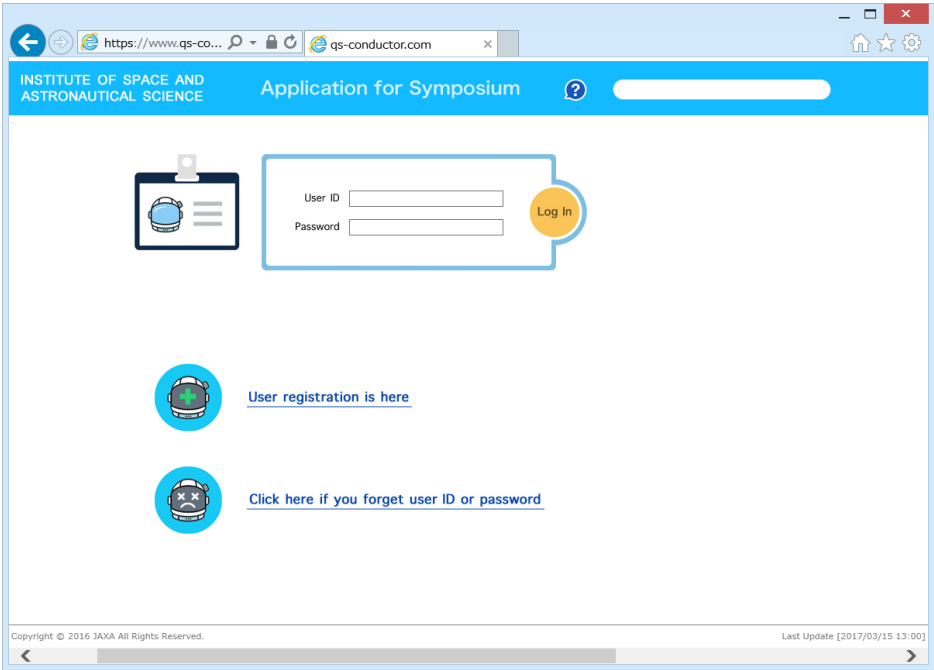 https://www.qs-co...
qs-conductor.com
INSTITUTE OF SPACE AND
ASTRONAUTICAL SCIENCE
Application for Symposium
?
User ID
Password
Log In
User registration is here
Click here if you forget user ID or password
Copyright © 2016 JAXA All Rights Reserved.
Last Update [2017/03/15 13:00]